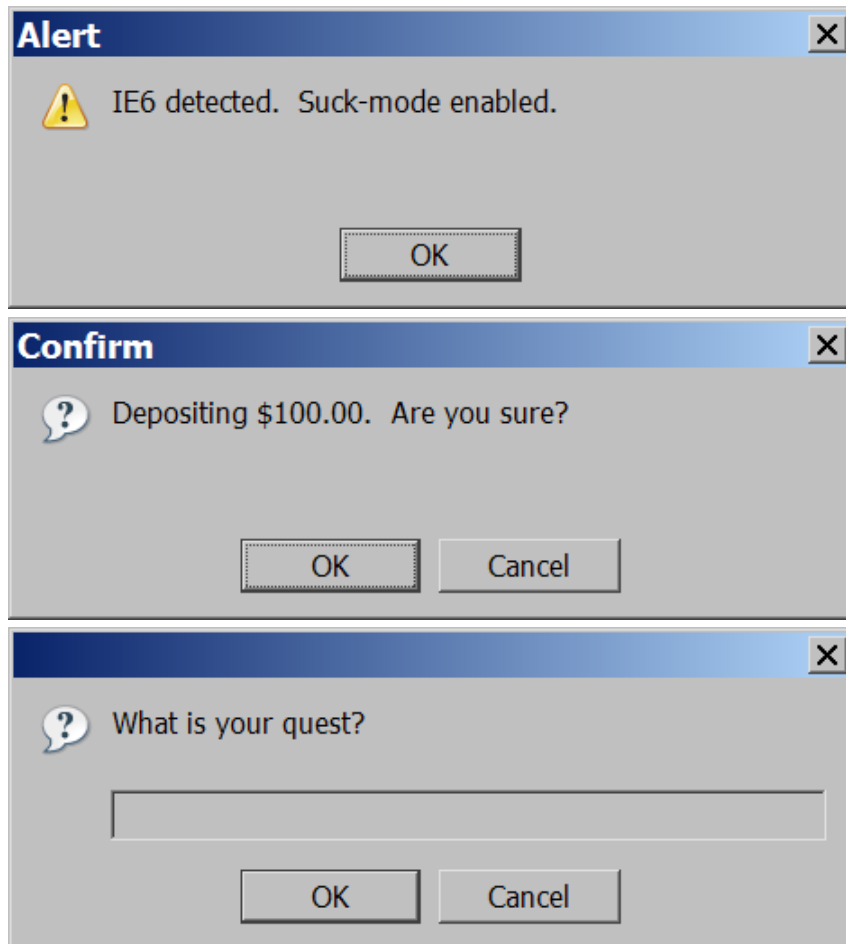 Alert
IE6 detected.  Suck-mode enabled.
OK
Confirm
Depositing $100.00.  Are you sure?
OK Cancel
What is your quest?
OK Cancel